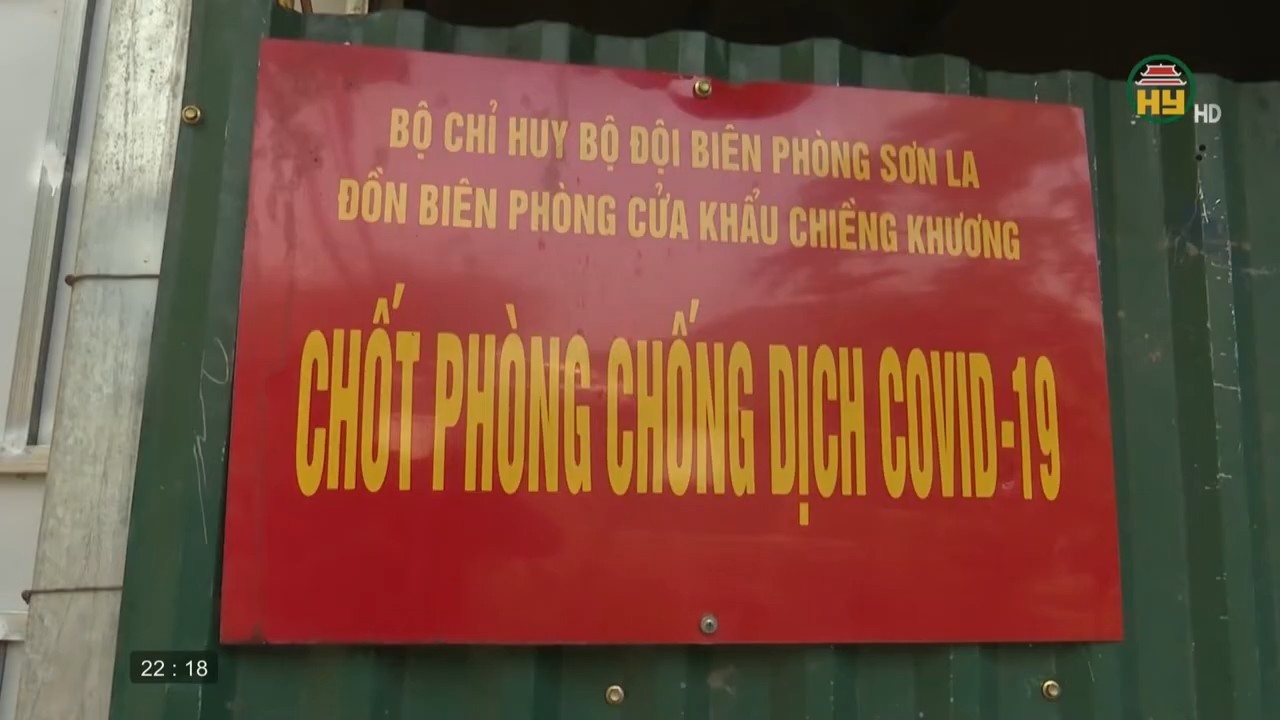 BỘ CHỈ HUY BỘ ĐỘI BIÊN PHÒNG SƠN LA
ĐỒN BIÊN PHÒNG CỬA KHẨU CHIỀNG KHƯƠNG
CHỐT PHÒNG CHỐNG DỊCH COVID-19
HY HD
22 : 18